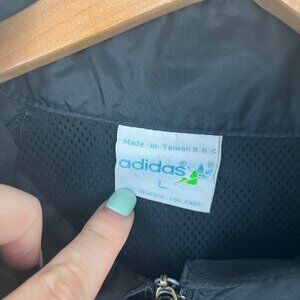 Made in Taiwan R.O.C
adidas®
L
REVERSE FOR CARE